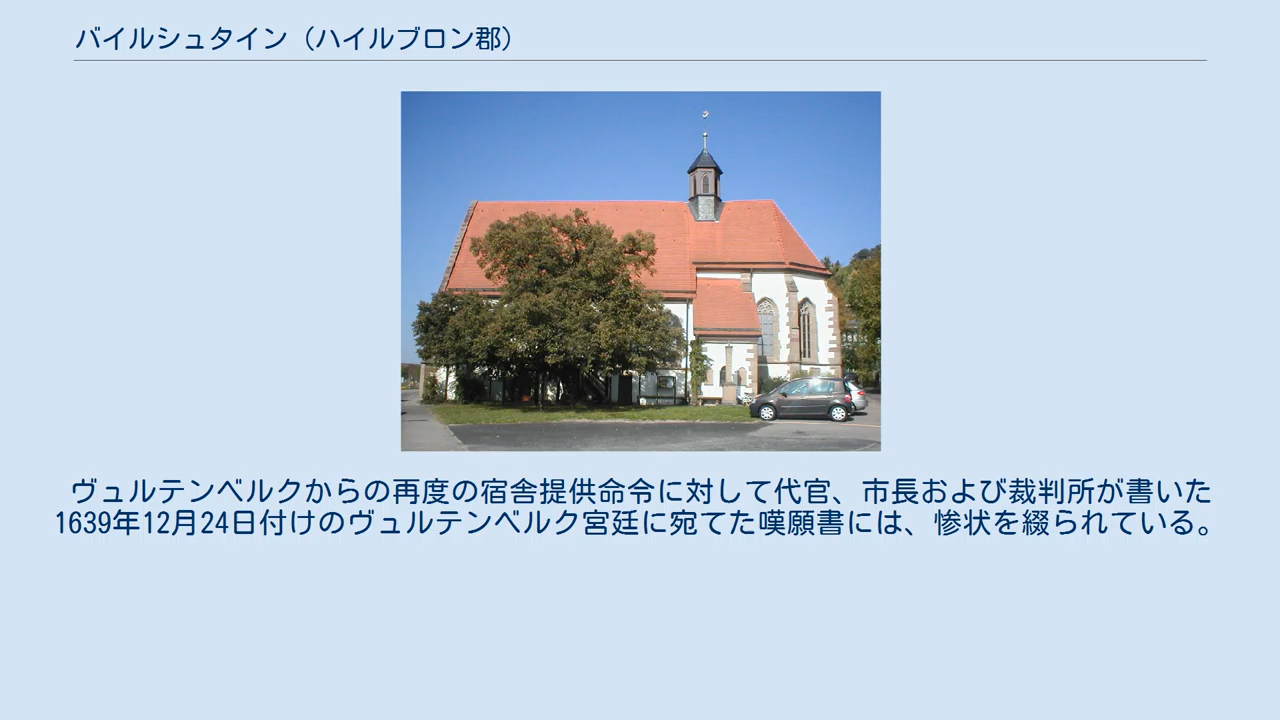 バイルシュタイン（ハイルブロン郡）
ヴュルテンベルクからの再度の宿舎提供命令に対して代官、市長および裁判所が書いた
1639年12月24日付けのヴュルテンベルク宮廷に宛てた嘆願書には、惨状を綴られている。